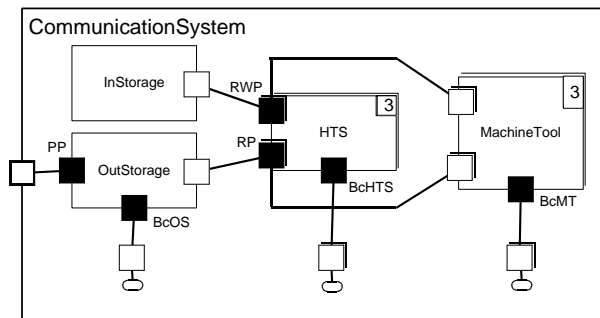 CommunicationSystem
InStorage
RWP
3
HTS
3
MachineTool
PP
RP
OutStorage
BcHTS
BcMT
BcOS